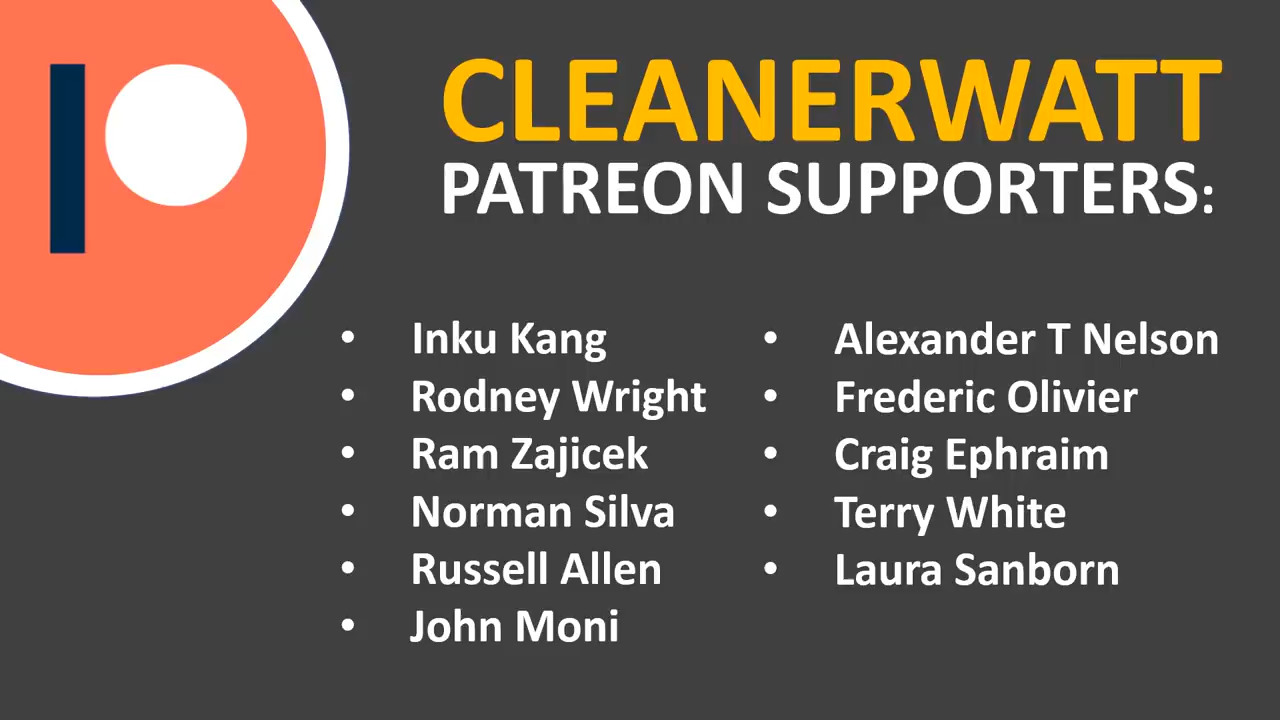 CLEANERWATT
PATREON SUPPORTERS:
• Inku Kang
• Rodney Wright
• Ram Zajicek
• Norman Silva
• Russell Allen
• John Moni
• Alexander T Nelson
• Frederic Olivier
• Craig Ephraim
• Terry White
• Laura Sanborn